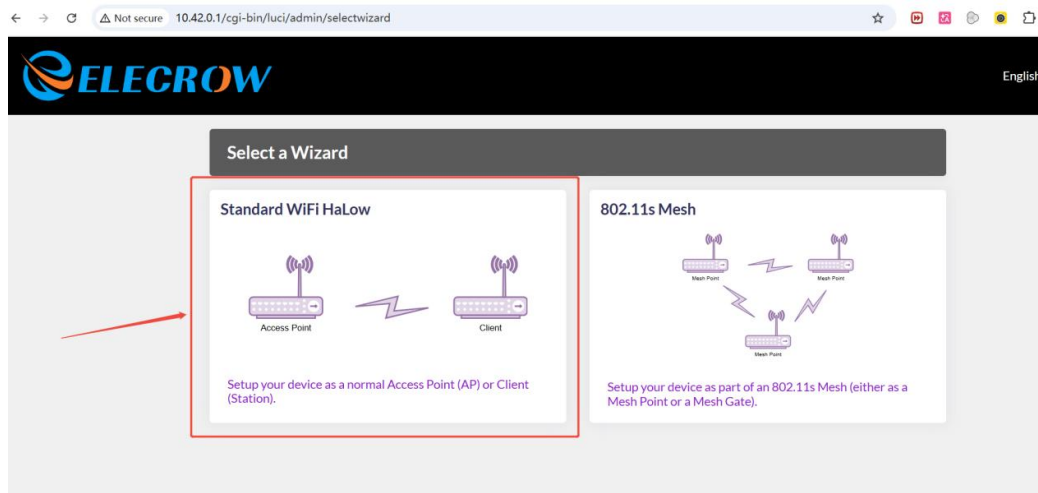 Not secure
10.42.0.1/cgi-bin/luci/admin/selectwizard
ELECROW
English
Select a Wizard
Standard WiFi HaLow
Access Point
Client
Setup your device as a normal Access Point (AP) or Client
(Station).
802.11s Mesh
Mesh Point
Mesh Point
Mesh Point
Setup your device as part of an 802.11s Mesh (either as a
Mesh Point or a Mesh Gate).